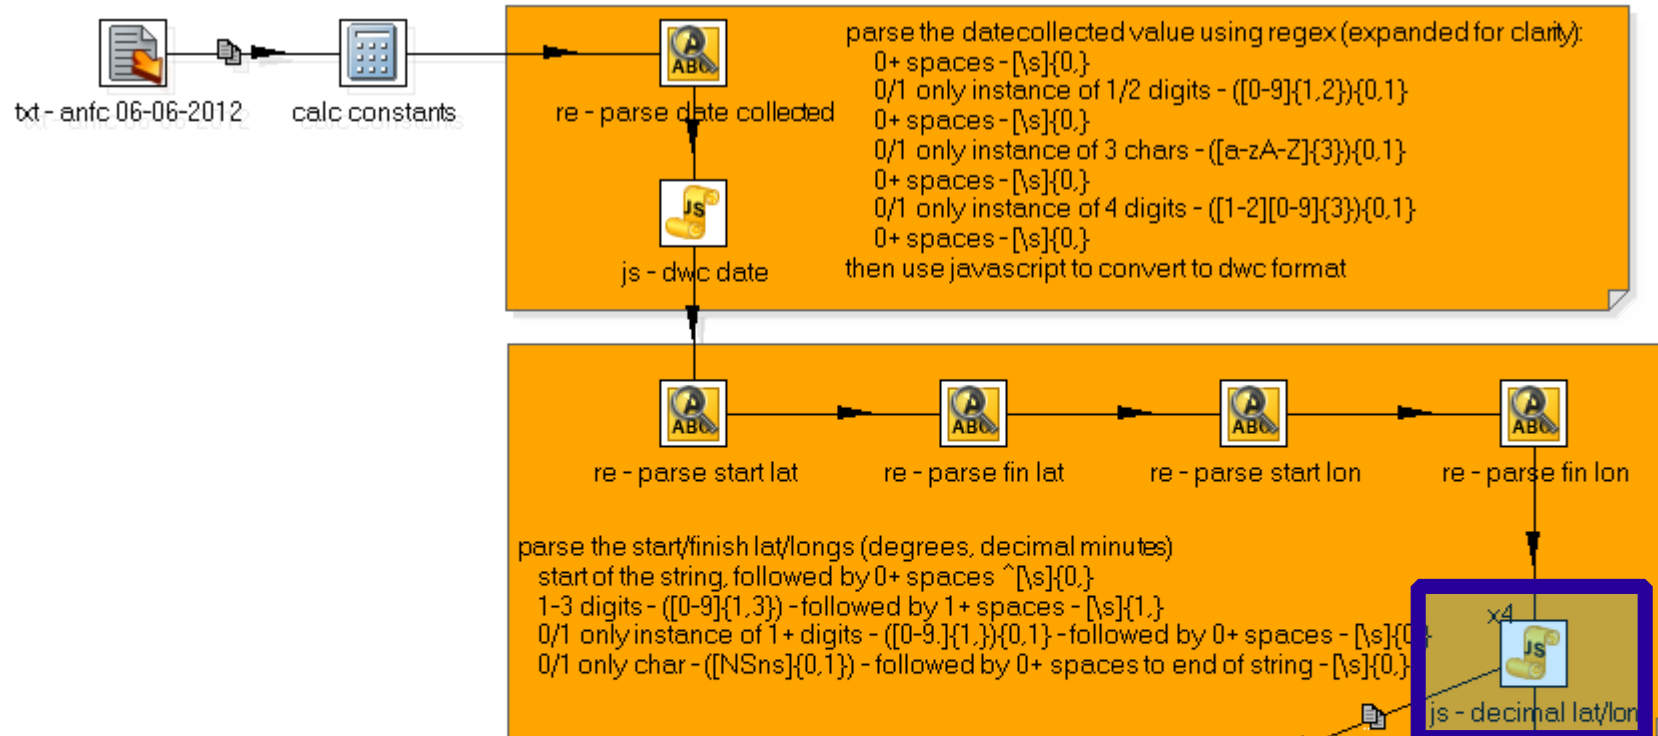 txt - anfc 06-06-2012
calc constants
re - parse date collected
js - dwc date
parse the datecollected value using regex (expanded for clarity):
0+ spaces - [\s]{0,}
0/1 only instance of 1/2 digits - ([0-9]{1,2}){0,1}
0+ spaces - [\s]{0,}
0/1 only instance of 3 chars - ([a-zA-Z]{3}){0,1}
0+ spaces - [\s]{0,}
0/1 only instance of 4 digits - ([1-2][0-9]{3}){0,1}
0+ spaces - [\s]{0,}
then use javascript to convert to dwc format
re - parse start lat
re - parse fin lat
re - parse start lon
re - parse fin lon
parse the start/finish lat/longs (degrees, decimal minutes)
start of the string, followed by 0+ spaces ^[\s]{0,}
1-3 digits - ([0-9]{1,3}) - followed by 1+ spaces - [\s]{1,}
0/1 only instance of 1+ digits - ([0-9.]{1,}){0,1} - followed by 0+ spaces - [\s]{0,}
0/1 only char - ([NSns]{0,1}) - followed by 0+ spaces to end of string - [\s]{0,}
x4
js - decimal lat/lon